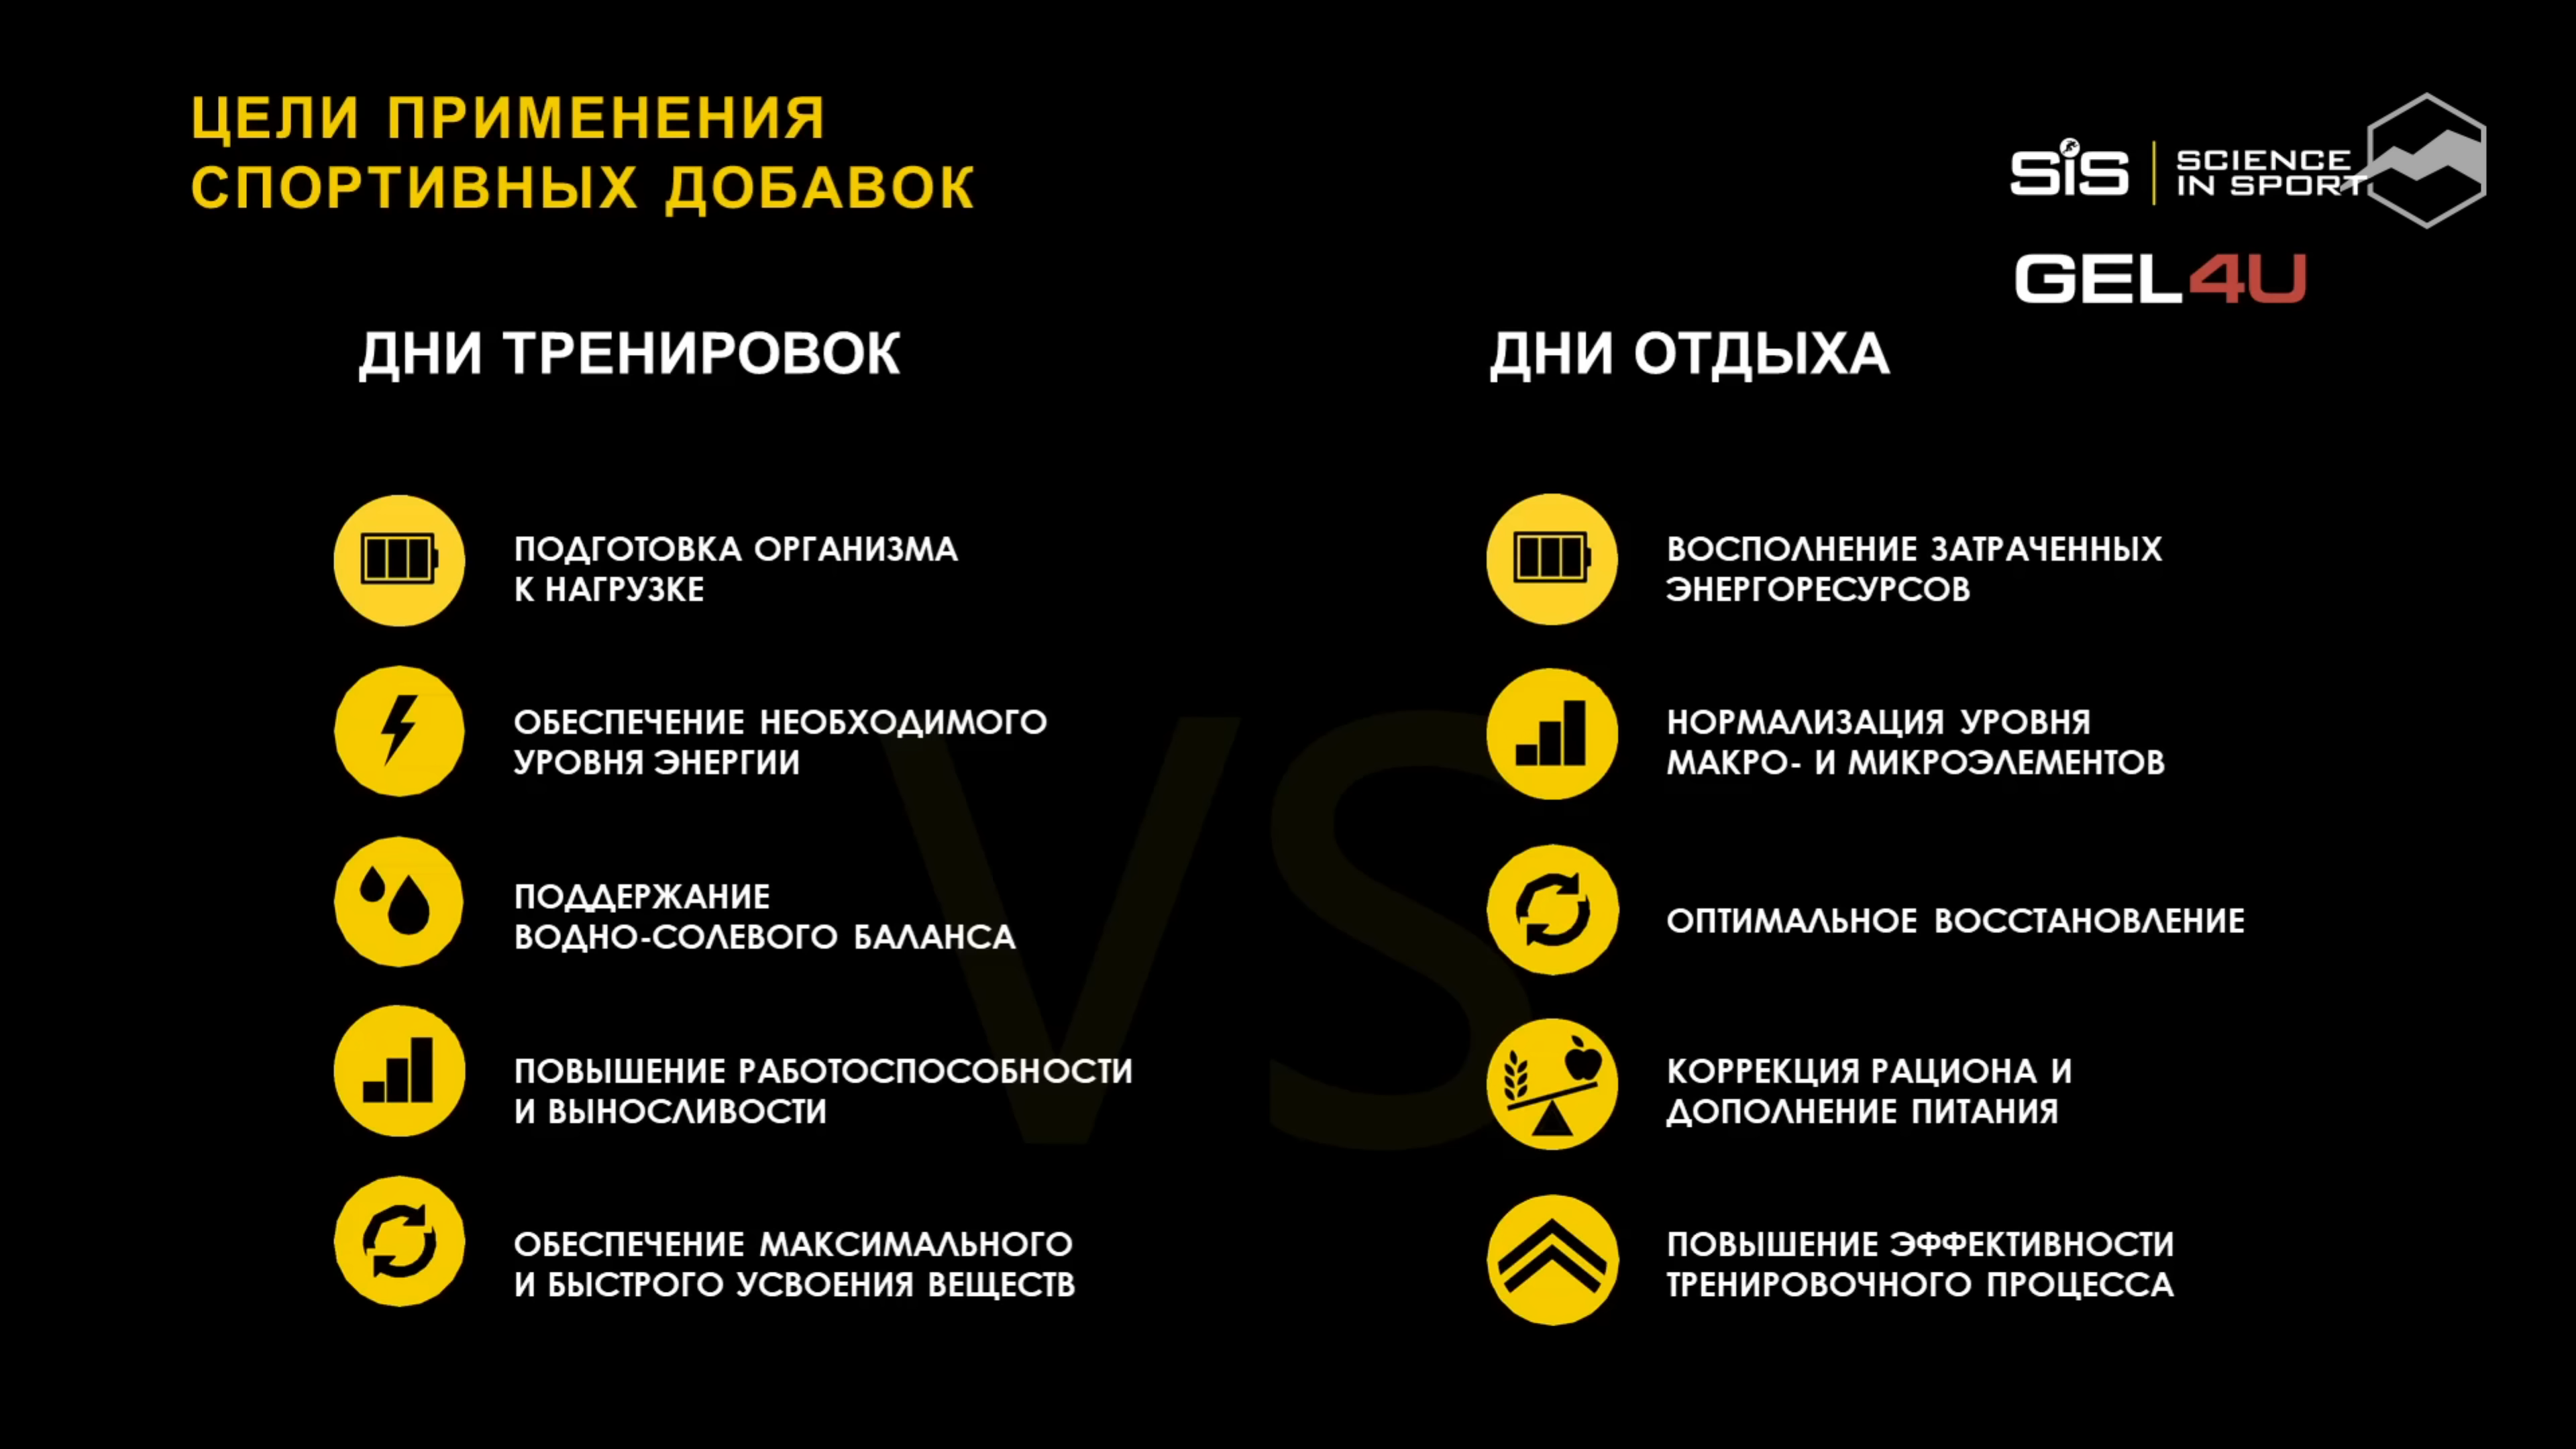 ЦЕЛИ ПРИМЕНЕНИЯ
СПОРТИВНЫХ ДОБАВОК
SiS
SCIENCE
IN SPORT
GEL4U
ДНИ ТРЕНИРОВОК
ПОДГОТОВКА ОРГАНИЗМА
К НАГРУЗКЕ
ОБЕСПЕЧЕНИЕ НЕОБХОДИМОГО
УРОВНЯ ЭНЕРГИИ
ПОДДЕРЖАНИЕ
ВОДНО-СОЛЕВОГО БАЛАНСА
ПОВЫШЕНИЕ РАБОТОСПОСОБНОСТИ
И ВЫНОСЛИВОСТИ
ОБЕСПЕЧЕНИЕ МАКСИМАЛЬНОГО
И БЫСТРОГО УСВОЕНИЯ ВЕЩЕСТВ
VS
ДНИ ОТДЫХА
ВОСПОЛНЕНИЕ ЗАТРАЧЕННЫХ
ЭНЕРГОРЕСУРСОВ
НОРМАЛИЗАЦИЯ УРОВНЯ
МАКРО- И МИКРОЭЛЕМЕНТОВ
ОПТИМАЛЬНОЕ ВОССТАНОВЛЕНИЕ
КОРРЕКЦИЯ РАЦИОНА И
ДОПОЛНЕНИЕ ПИТАНИЯ
ПОВЫШЕНИЕ ЭФФЕКТИВНОСТИ
ТРЕНИРОВОЧНОГО ПРОЦЕССА